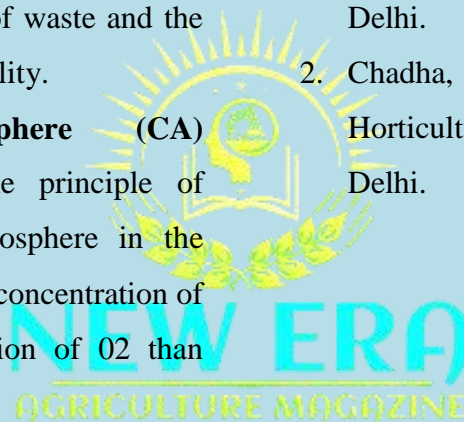 of waste and the
lity.
sphere (CA)
e principle of
osphere in the
concentration of
ion of 02 than
Delhi.
2. Chadha,
Horticult
Delhi.
NEW ERA
AGRICULTURE MAGAZINE